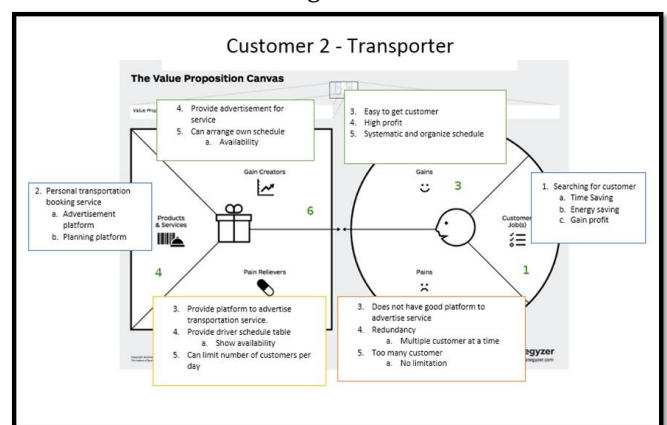 Customer 2 - Transporter
The Value Proposition Canvas
4. Provide advertisement for
service
5. Can arrange own schedule
a. Availability
3. Easy to get customer
4. High profit
5. Systematic and organize schedule
2. Personal transportation
booking service
a. Advertisement
platform
b. Planning platform
Gain Creators
6
Products
& Services
4
Pain Relievers
Gains
3
Customer
Job(s)
1
Pains
1. Searching for customer
a. Time Saving
b. Energy saving
c. Gain profit
3. Provide platform to advertise
transportation service.
4. Provide driver schedule table
a. Show availability
5. Can limit number of customers per
day
3. Does not have good platform to
advertise service
4. Redundancy
a. Multiple customer at a time
5. Too many customer
a. No limitation
egyzer